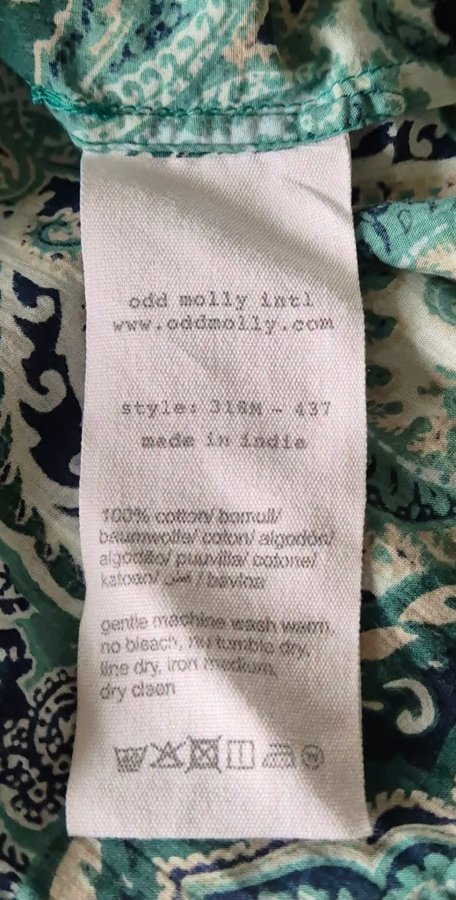 odd molly intl
www.oddmolly.com
style: 318M - 437
made in india
100% cotton/ bomull/
baumwolle/ coton/ algodón/
algodão/ puuvilla/ cotone/
katoen/ / bavlna
gentle machine wash warm,
no bleach, no tumble dry,
line dry, iron medium,
dry clean